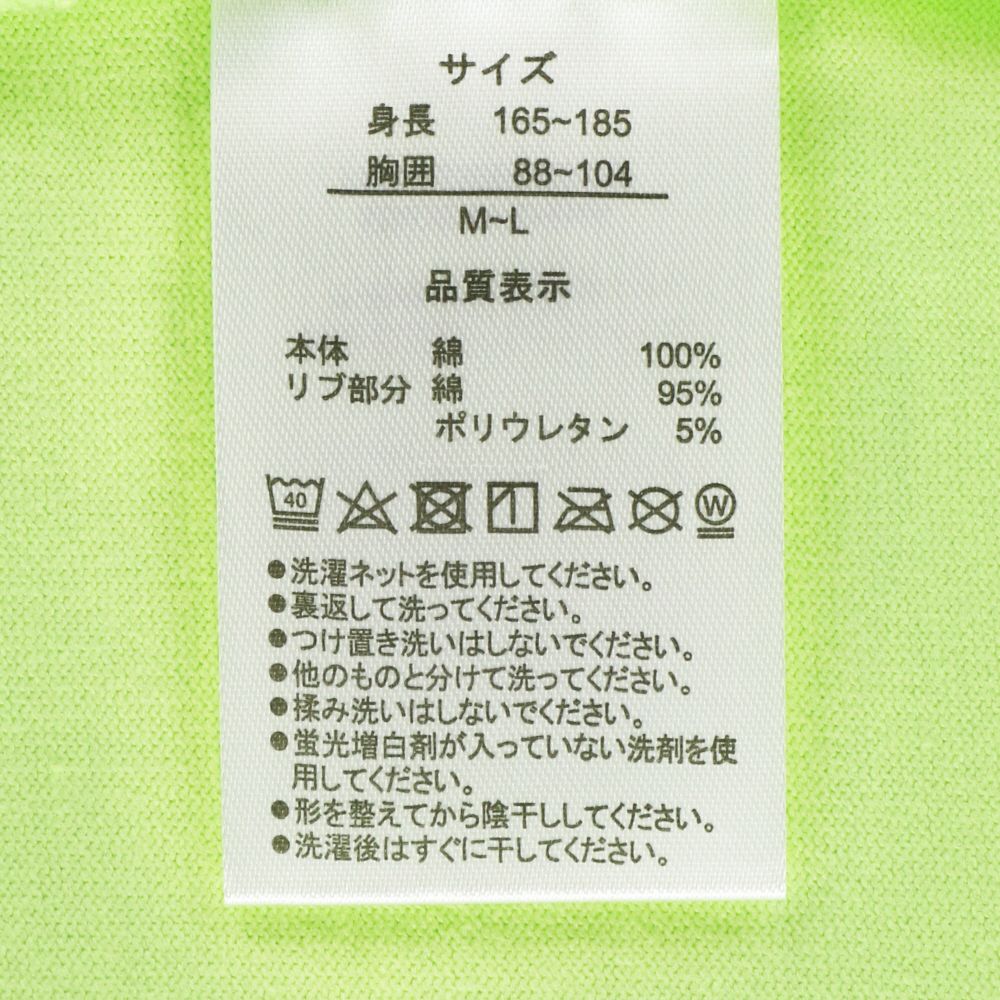 サイズ
身長 165~185
胸囲 88~104
M~L
品質表示
本体 綿 100%
リブ部分 綿 95%
ポリウレタン 5%
40 W
●洗濯ネットを使用してください。
●裏返して洗ってください。
●つけ置き洗いはしないでください。
●他のものと分けて洗ってください。
●揉み洗いはしないでください。
●蛍光増白剤が入っていない洗剤を使
用してください。
●形を整えてから陰干ししてください。
●洗濯後はすぐに干してください。